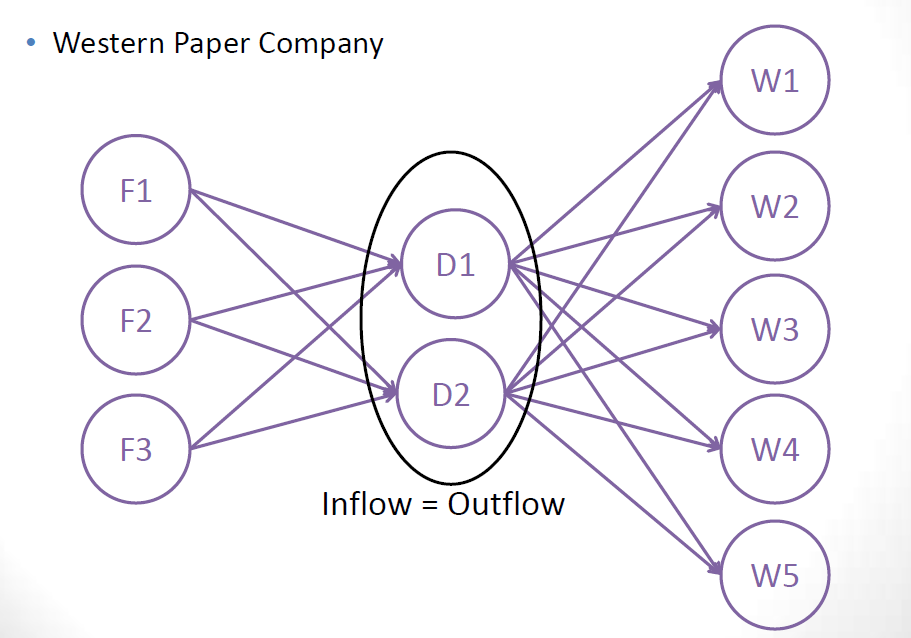 • Western Paper Company
F1
F2
F3
D1
D2
Inflow = Outflow
W1
W2
W3
W4
W5